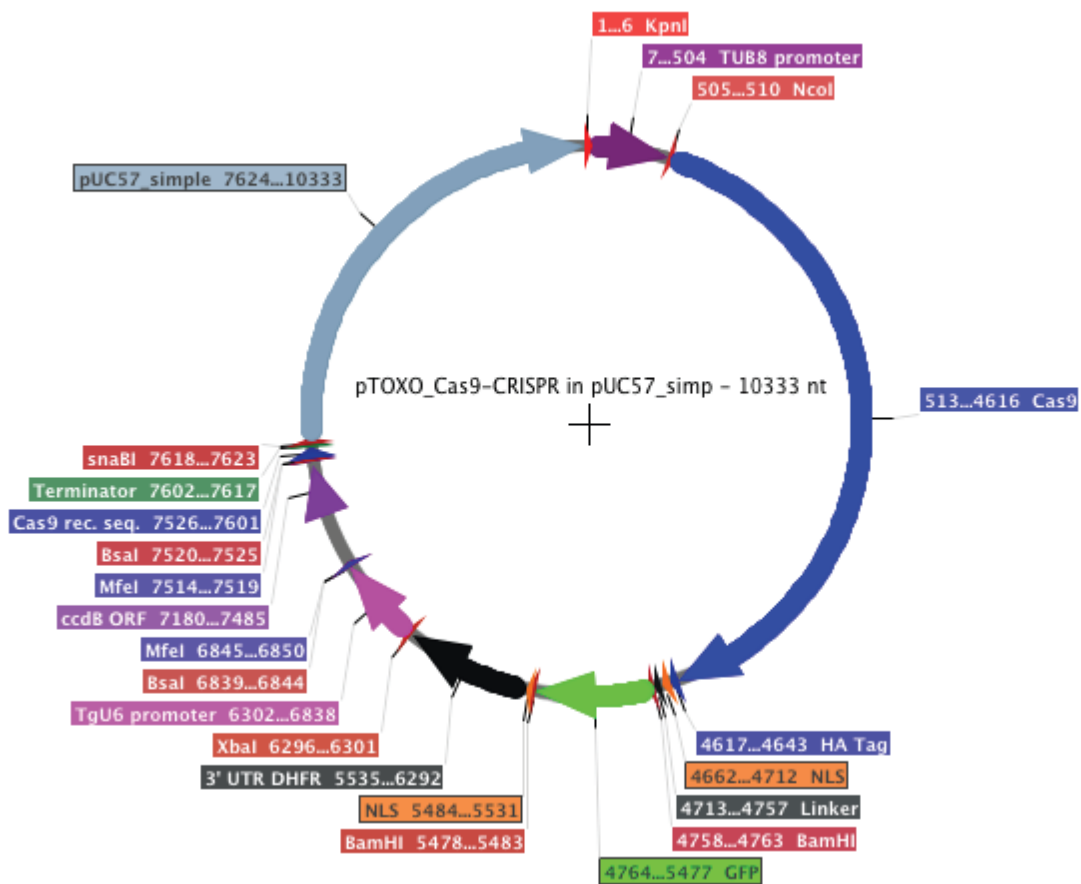 1...6 KpnI
7...504 TUB8 promoter
505...510 NcoI
pUC57_simple 7624...10333
pTOXO_Cas9-CRISPR in pUC57_simp - 10333 nt
513...4616 Cas9
snaBI 7618...7623
Terminator 7602...7617
Cas9 rec. seq. 7526...7601
BsaI 7520...7525
MfeI 7514...7519
ccdB ORF 7180...7485
MfeI 6845...6850
BsaI 6839...6844
TgU6 promoter 6302...6838
XbaI 6296...6301
3' UTR DHFR 5535...6292
NLS 5484...5531
BamHI 5478...5483
4617...4643 HA Tag
4662...4712 NLS
4713...4757 Linker
4758...4763 BamHI
4764...5477 GFP